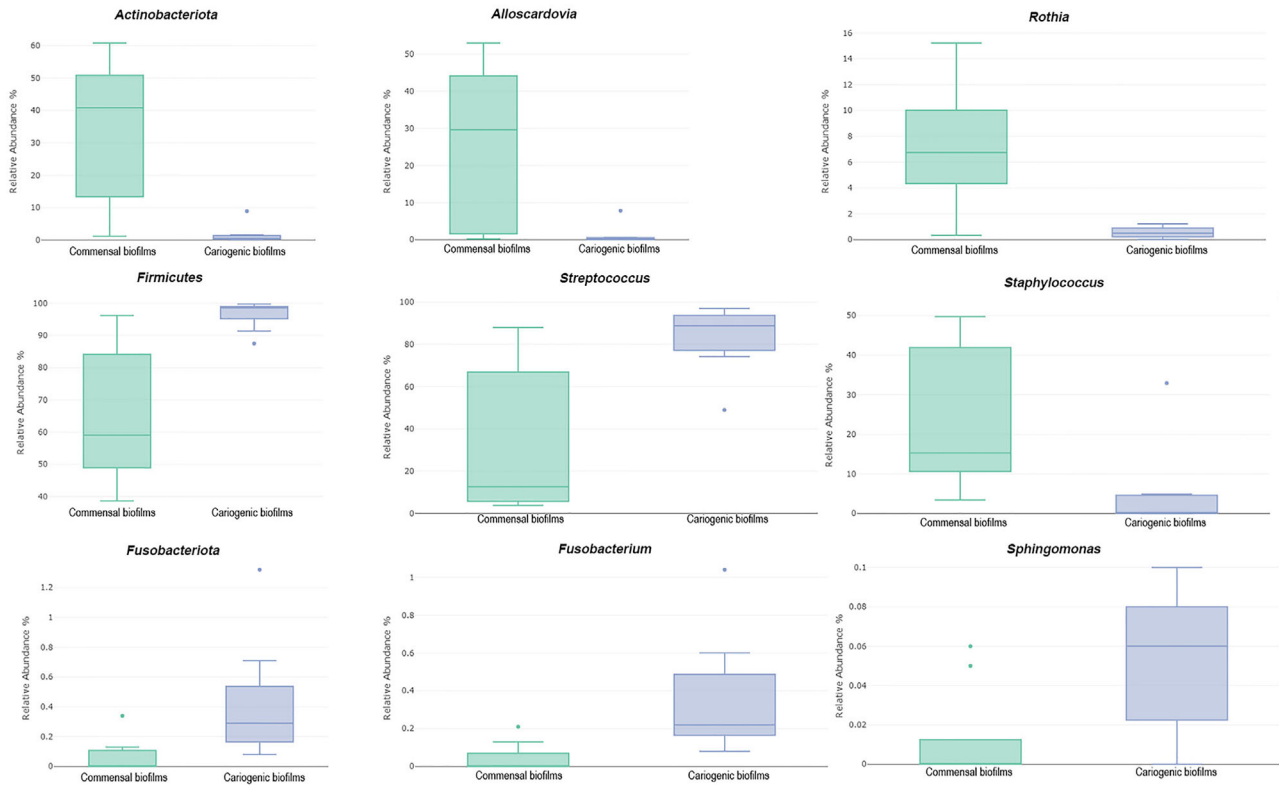 Actinobacteriota
Relative Abundance %
60
50
40
30
20
10
0
Commensal biofilms
Cariogenic biofilms
Alloscardovia
Relative Abundance %
50
40
30
20
10
0
Commensal biofilms
Cariogenic biofilms
Rothia
Relative Abundance %
16
14
12
10
8
6
4
2
0
Commensal biofilms
Cariogenic biofilms
Firmicutes
Relative Abundance %
100
90
80
70
60
50
40
Commensal biofilms
Cariogenic biofilms
Streptococcus
Relative Abundance %
100
80
60
40
20
0
Commensal biofilms
Cariogenic biofilms
Staphylococcus
Relative Abundance %
50
40
30
20
10
0
Commensal biofilms
Cariogenic biofilms
Fusobacteriota
Relative Abundance %
1.2
1
0.8
0.6
0.4
0.2
0
Commensal biofilms
Cariogenic biofilms
Fusobacterium
Relative Abundance %
1
0.8
0.6
0.4
0.2
0
Commensal biofilms
Cariogenic biofilms
Sphingomonas
Relative Abundance %
0.1
0.08
0.06
0.04
0.02
0
Commensal biofilms
Cariogenic biofilms